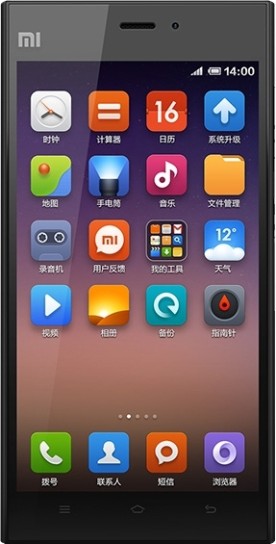 mi
14:00
16
时钟 计算器 日历 系统升级
地图 手电筒 音乐 文件管理
mi
12°
录音机 用户反馈 我的工具 天气
视频 相册 备份 指南针
拨号 联系人 短信 浏览器